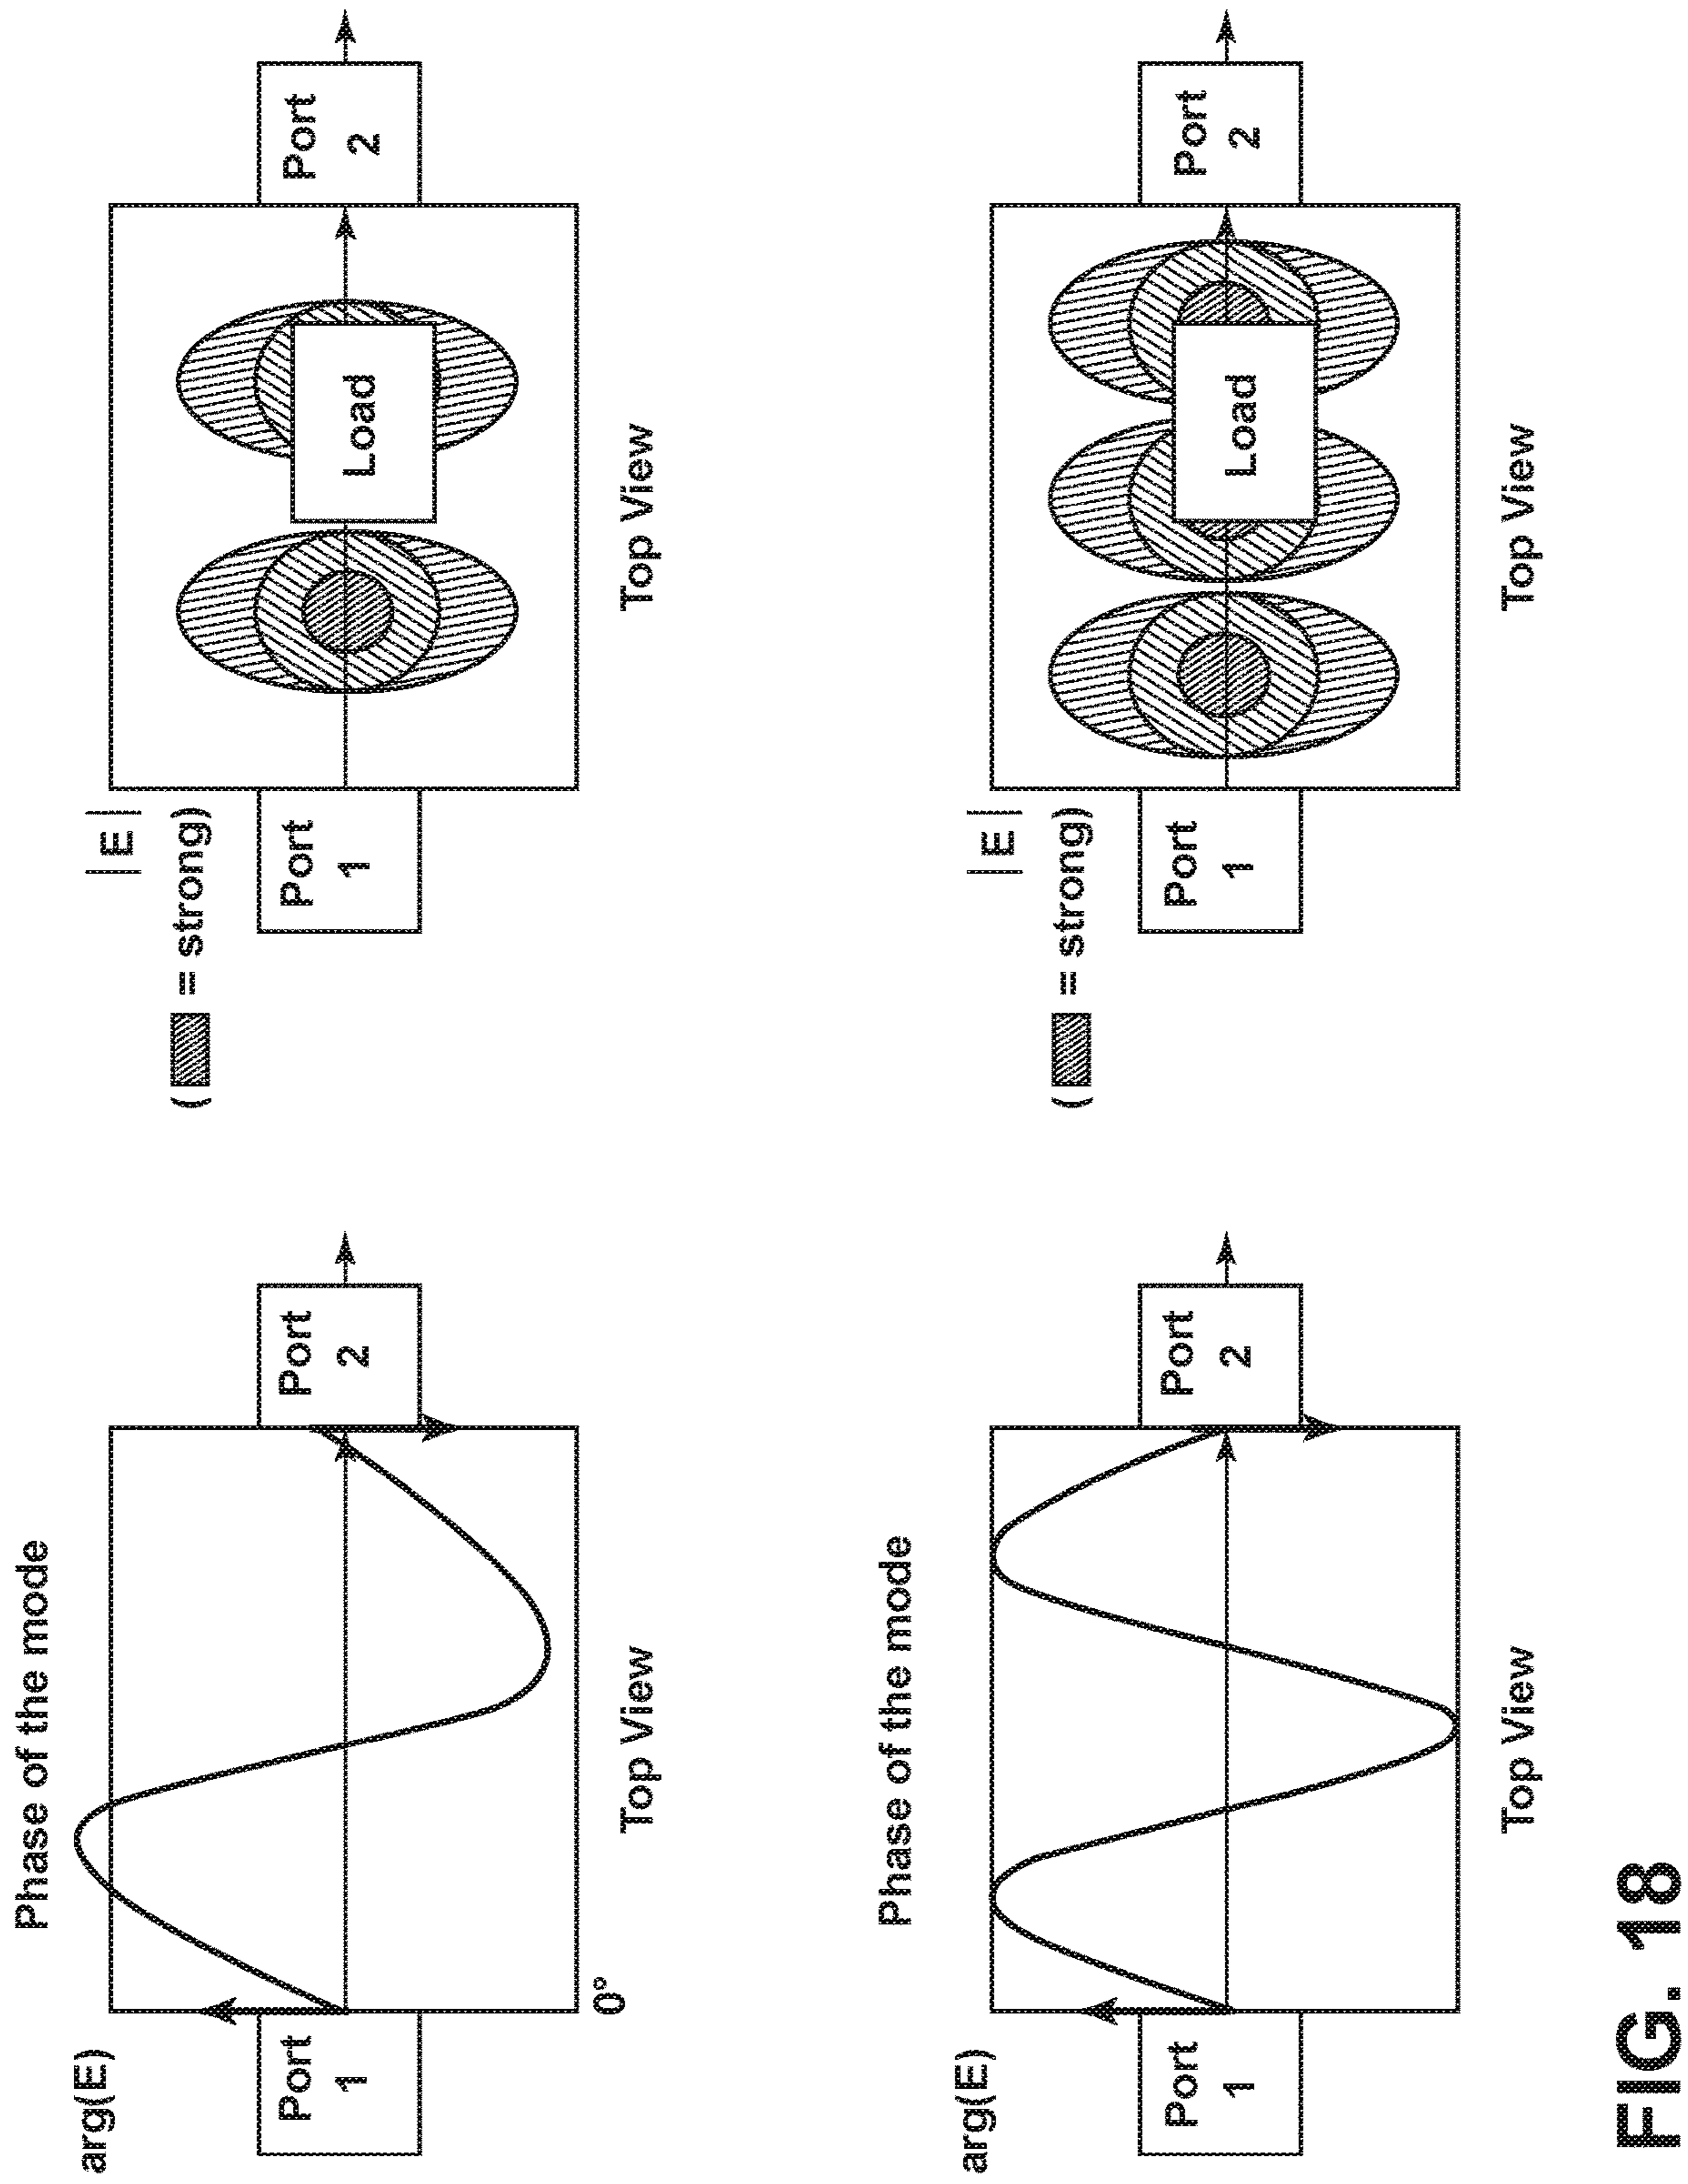 Phase of the mode
arg(E)
Port
1
Port
2
0°
Top View
| E |
( = strong)
Port
1
Load
Port
2
Top View
Phase of the mode
arg(E)
Port
1
Port
2
Top View
| E |
( = strong)
Port
1
Load
Port
2
Top View
FIG. 18